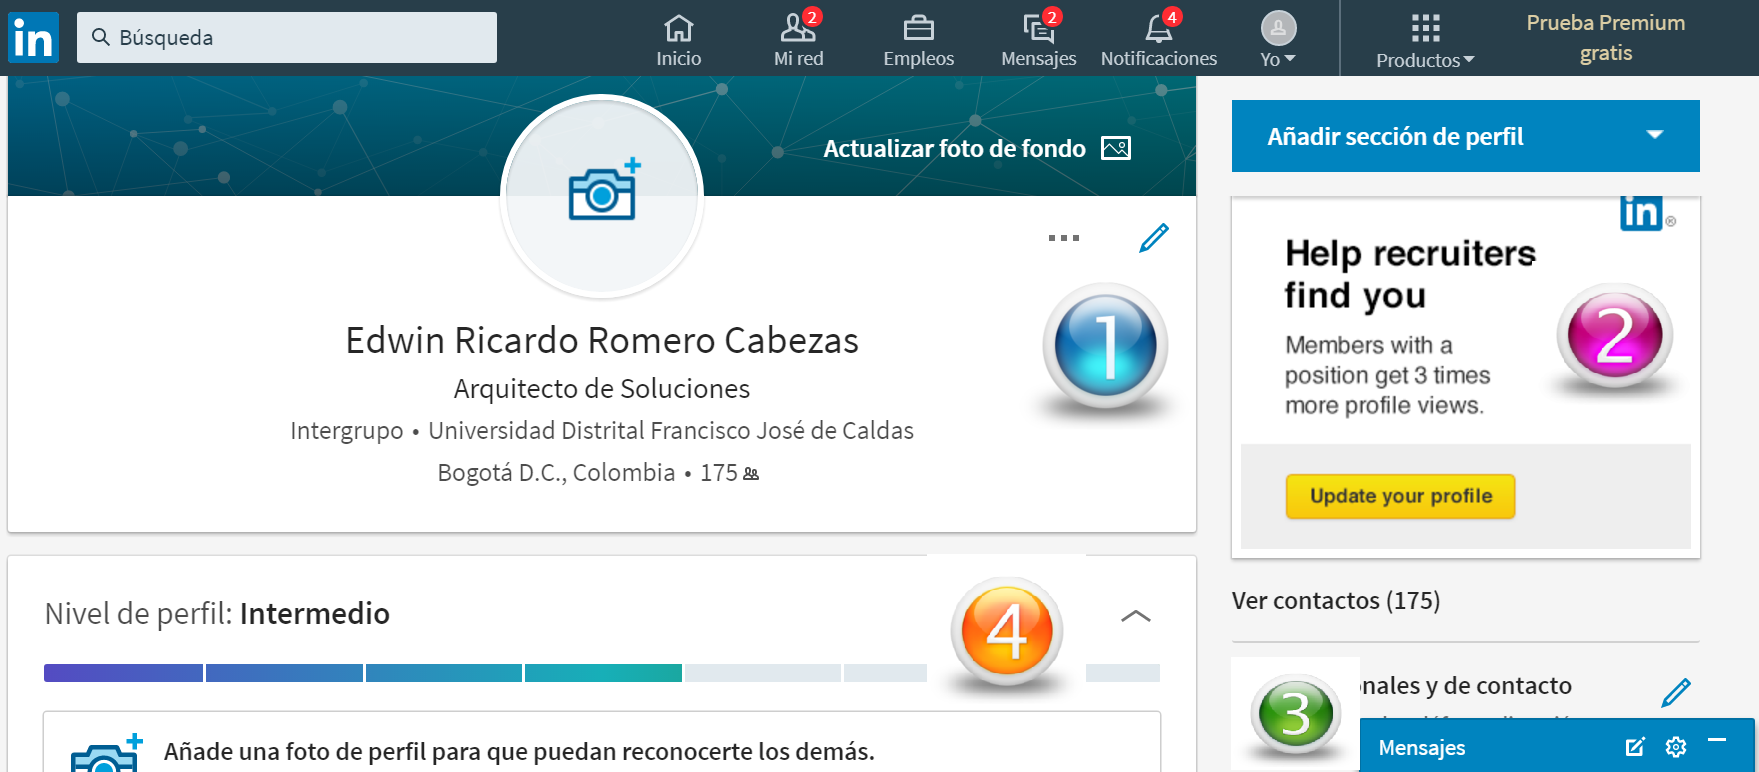 in
Búsqueda
2
2
4
Inicio
Mi red
Empleos
Mensajes
Notificaciones
Yo
Productos
Prueba Premium
gratis
Actualizar foto de fondo
Edwin Ricardo Romero Cabezas
Arquitecto de Soluciones
Intergrupo • Universidad Distrital Francisco José de Caldas
Bogotá D.C., Colombia • 175
1
Nivel de perfil: Intermedio
4
Añade una foto de perfil para que puedan reconocerte los demás.
Añadir sección de perfil
in ®
Help recruiters
find you
Members with a
position get 3 times
more profile views.
2
Update your profile
Ver contactos (175)
nales y de contacto
3
Mensajes